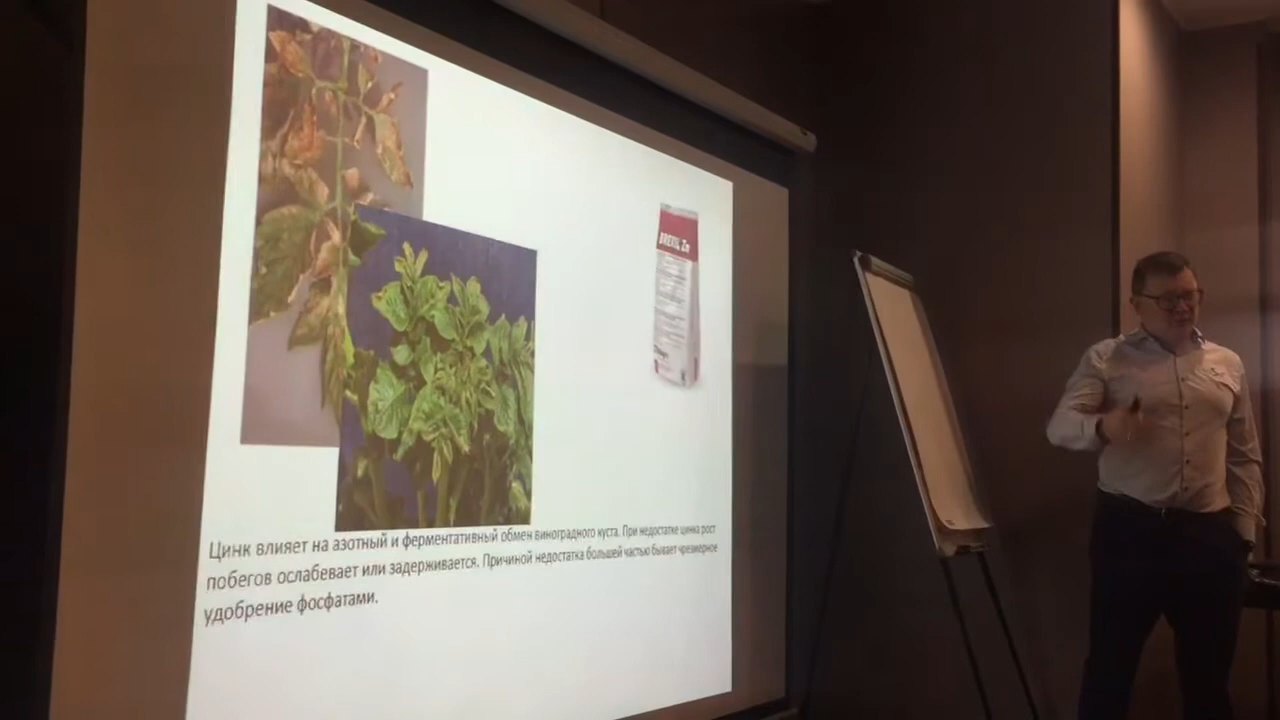 BREXIL Zn
Цинк влияет на азотный и ферментативный обмен виноградного куста. При недостатке цинка рост
побегов ослабевает или задерживается. Причиной недостатка большей частью бывает чрезмерное
удобрение фосфатами.